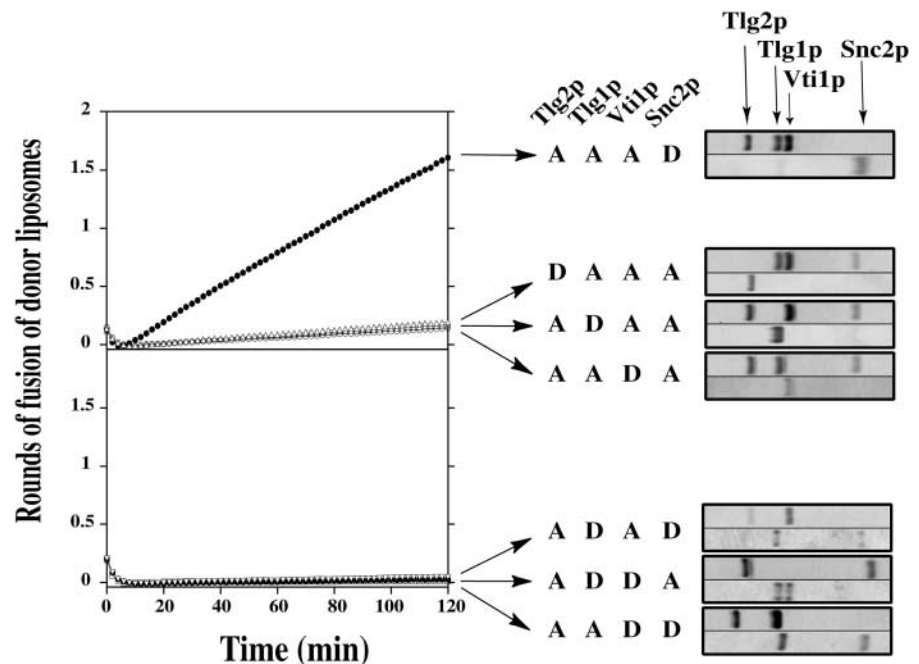 Tlg2p
Tlg1p Snc2p
Vti1p
Tlg2p Tlg1p Vti1p Snc2p
Rounds of fusion of donor liposomes
2
1.5
1
0.5
0
A A A D
D A A A
A D A A
A A D A
1.5
1
0.5
0
A D A D
A D D A
A A D D
0 20 40 60 80 100 120
Time (min)